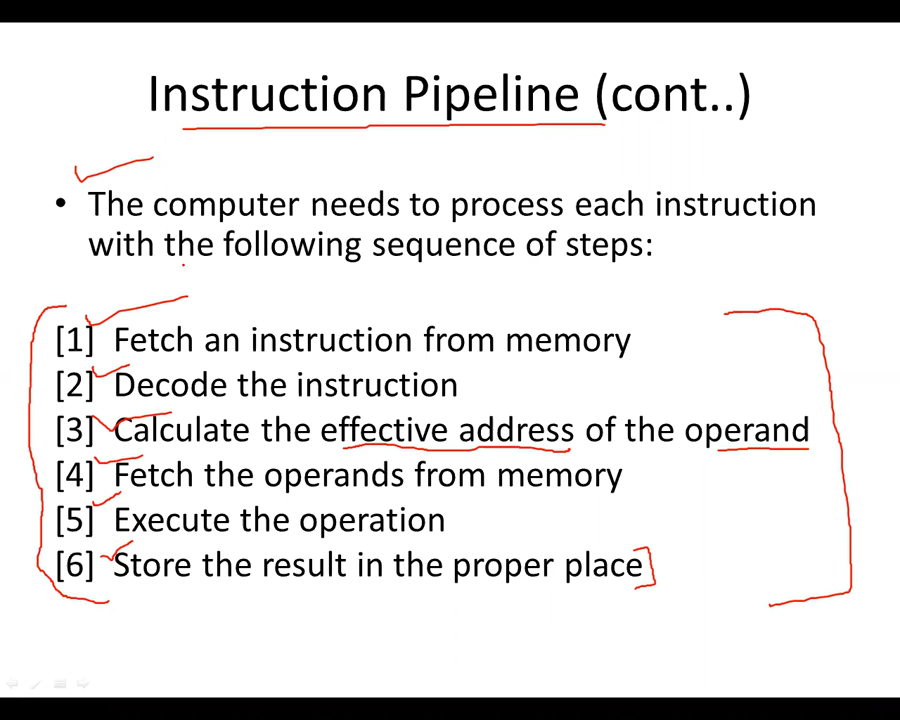 Instruction Pipeline (cont..)
• The computer needs to process each instruction
with the following sequence of steps:
[1] Fetch an instruction from memory
[2] Decode the instruction
[3] Calculate the effective address of the operand
[4] Fetch the operands from memory
[5] Execute the operation
[6] Store the result in the proper place